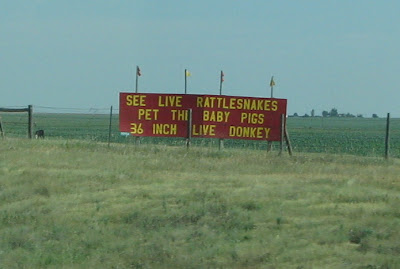 SEE LIVE RATTLESNAKES
PET THE BABY PIGS
36 INCH LIVE DONKEY